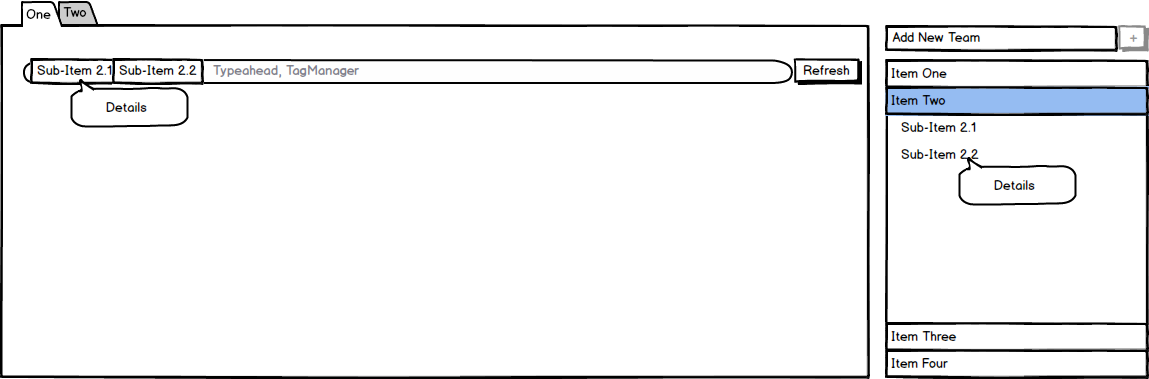 One
Two
Sub-Item 2.1 Sub-Item 2.2 Typeahead, TagManager
Refresh
Details
Add New Team
+
Item One
Item Two
Sub-Item 2.1
Sub-Item 2.2
Details
Item Three
Item Four